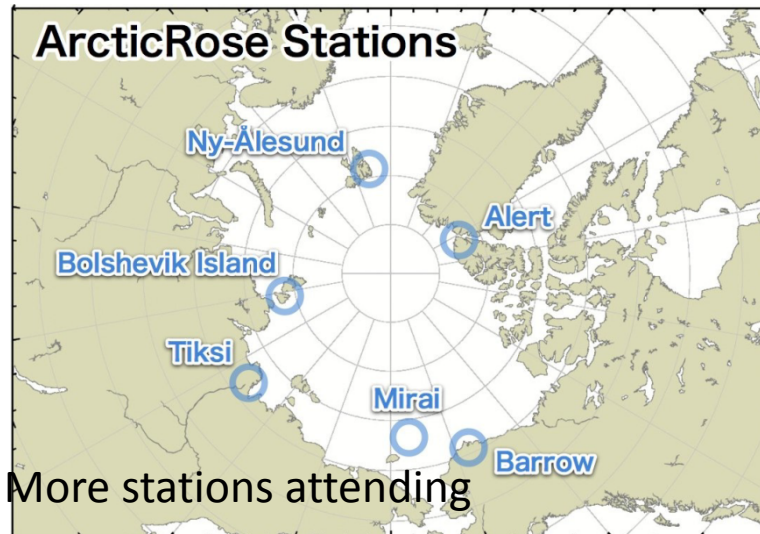 ArcticRose Stations
Ny-Ålesund
Alert
Bolshevik Island
Tiksi
Mirai
Barrow
More stations attending